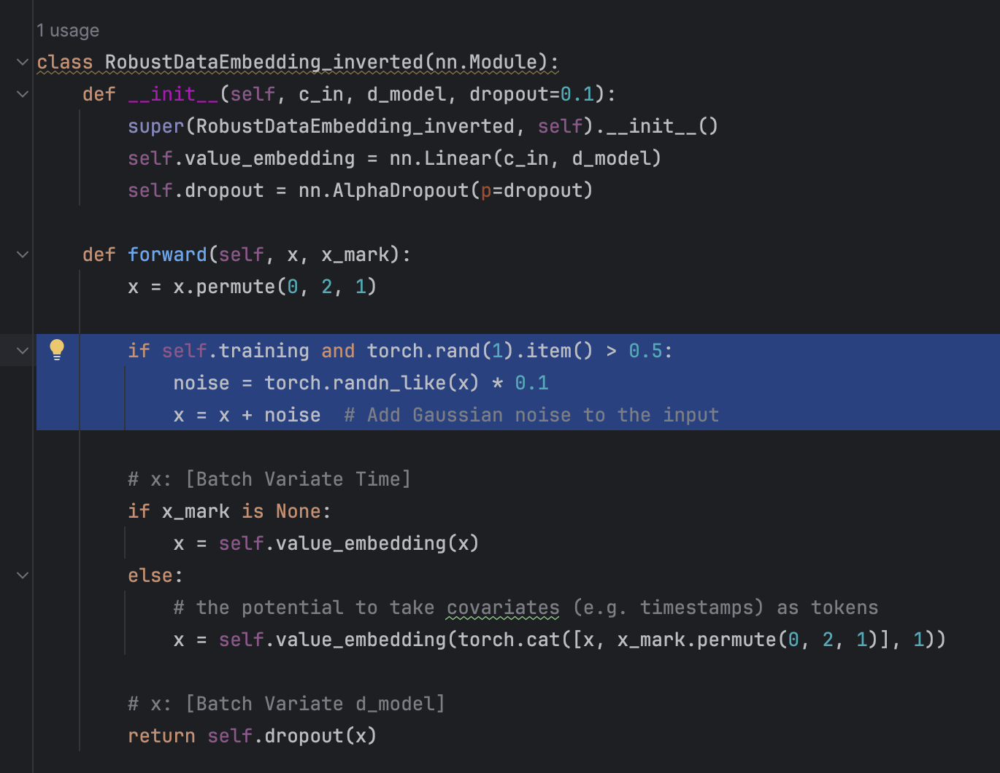 1 usage
class RobustDataEmbedding_inverted(nn.Module):
    def __init__(self, c_in, d_model, dropout=0.1):
        super(RobustDataEmbedding_inverted, self).__init__()
        self.value_embedding = nn.Linear(c_in, d_model)
        self.dropout = nn.AlphaDropout(p=dropout)

    def forward(self, x, x_mark):
        x = x.permute(0, 2, 1)

        if self.training and torch.rand(1).item() > 0.5:
            noise = torch.randn_like(x) * 0.1
            x = x + noise  # Add Gaussian noise to the input

        # x: [Batch Variate Time]
        if x_mark is None:
            x = self.value_embedding(x)
        else:
            # the potential to take covariates (e.g. timestamps) as tokens
            x = self.value_embedding(torch.cat([x, x_mark.permute(0, 2, 1)], 1))

        # x: [Batch Variate d_model]
        return self.dropout(x)